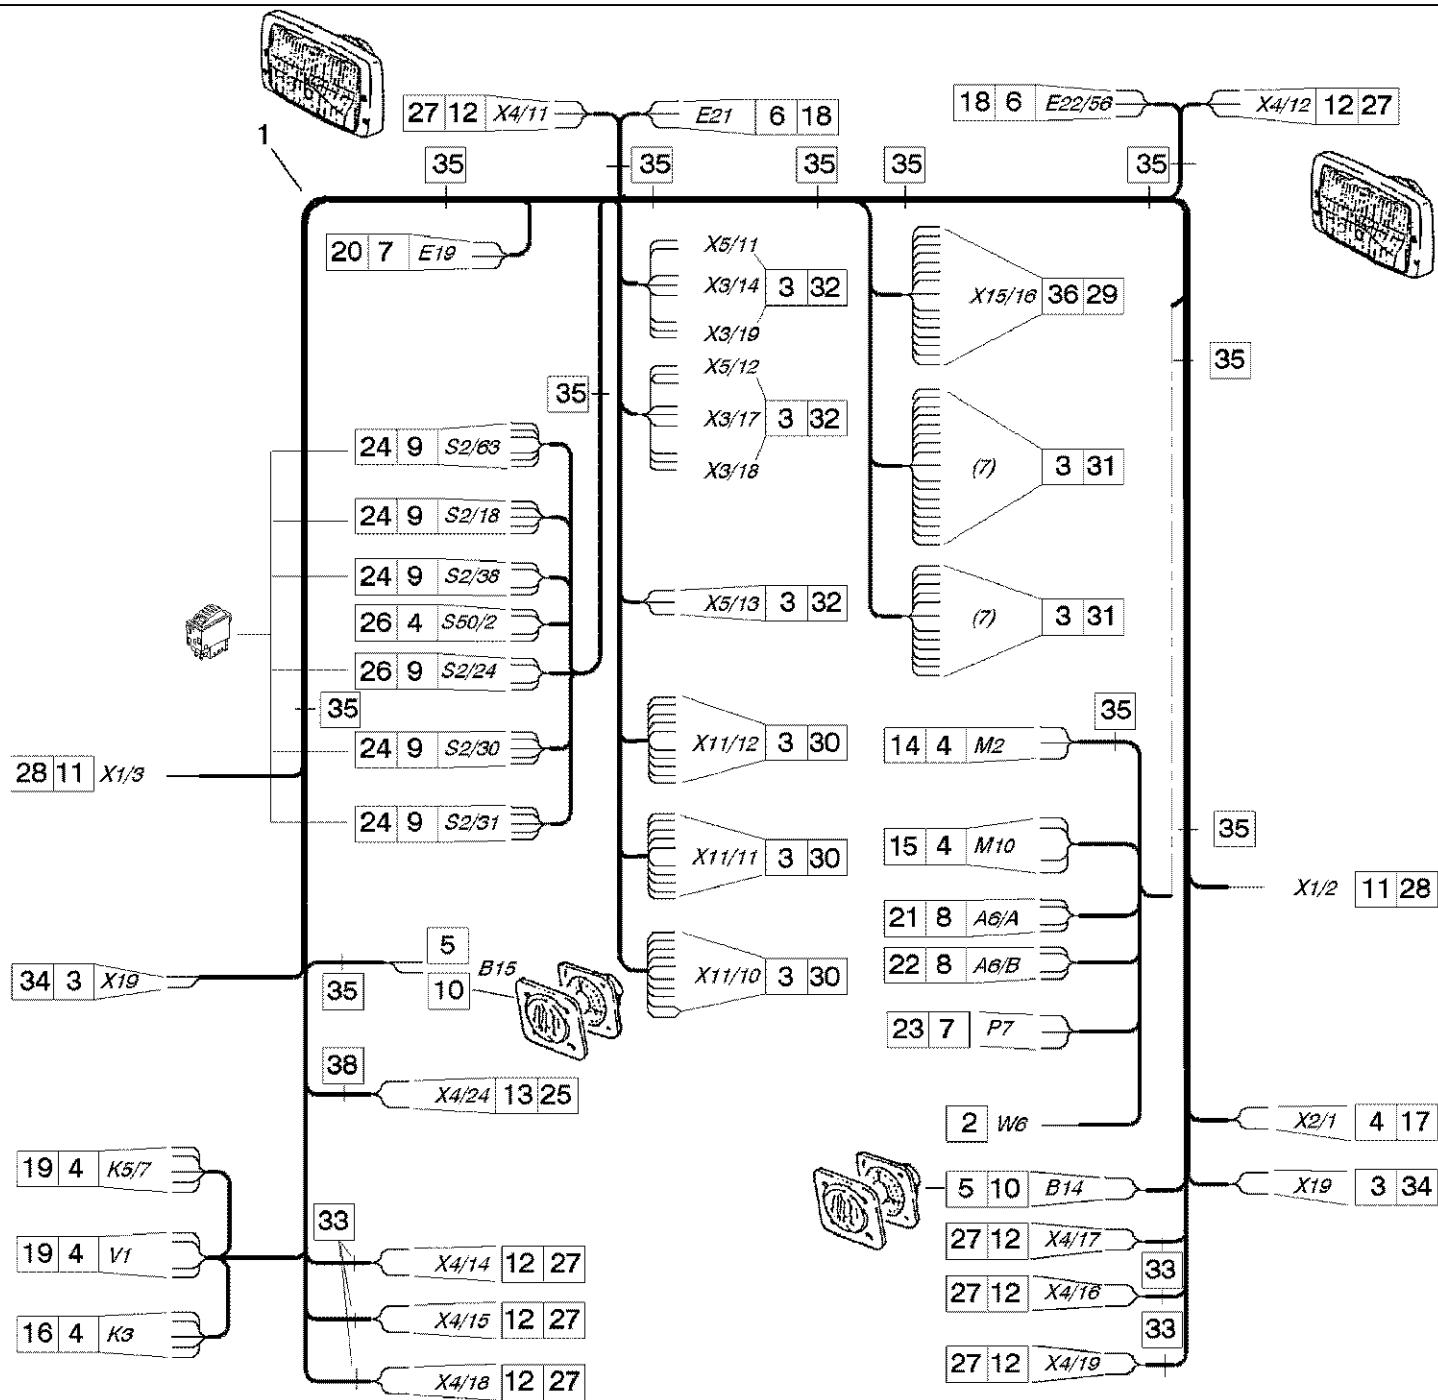 27 12 X4/11
E21 6 18
18 6 E22/56
X4/12 12 27
1
35
35
35
35
35
20 7 E19
X5/11
X3/14 3 32
X3/19
X15/16 36 29
X5/12
35
35
X3/17 3 32
X3/18
24 9 S2/63
(7) 3 31
24 9 S2/18
24 9 S2/38
X5/13 3 32
(7) 3 31
26 4 S50/2
26 9 S2/24
35
35
24 9 S2/30
X11/12 3 30
14 4 M2
28 11 X1/3
24 9 S2/31
35
X11/11 3 30
15 4 M10
X1/2 11 28
21 8 A6/A
5
B15
10
22 8 A6/B
34 3 X19
35
X11/10 3 30
23 7 P7
38
X4/24 13 25
2 W6
X2/1 4 17
19 4 K5/7
5 10 B14
X19 3 34
33
27 12 X4/17
19 4 V1
X4/14 12 27
33
27 12 X4/16
X4/15 12 27
33
16 4 K3
27 12 X4/19
X4/18 12 27